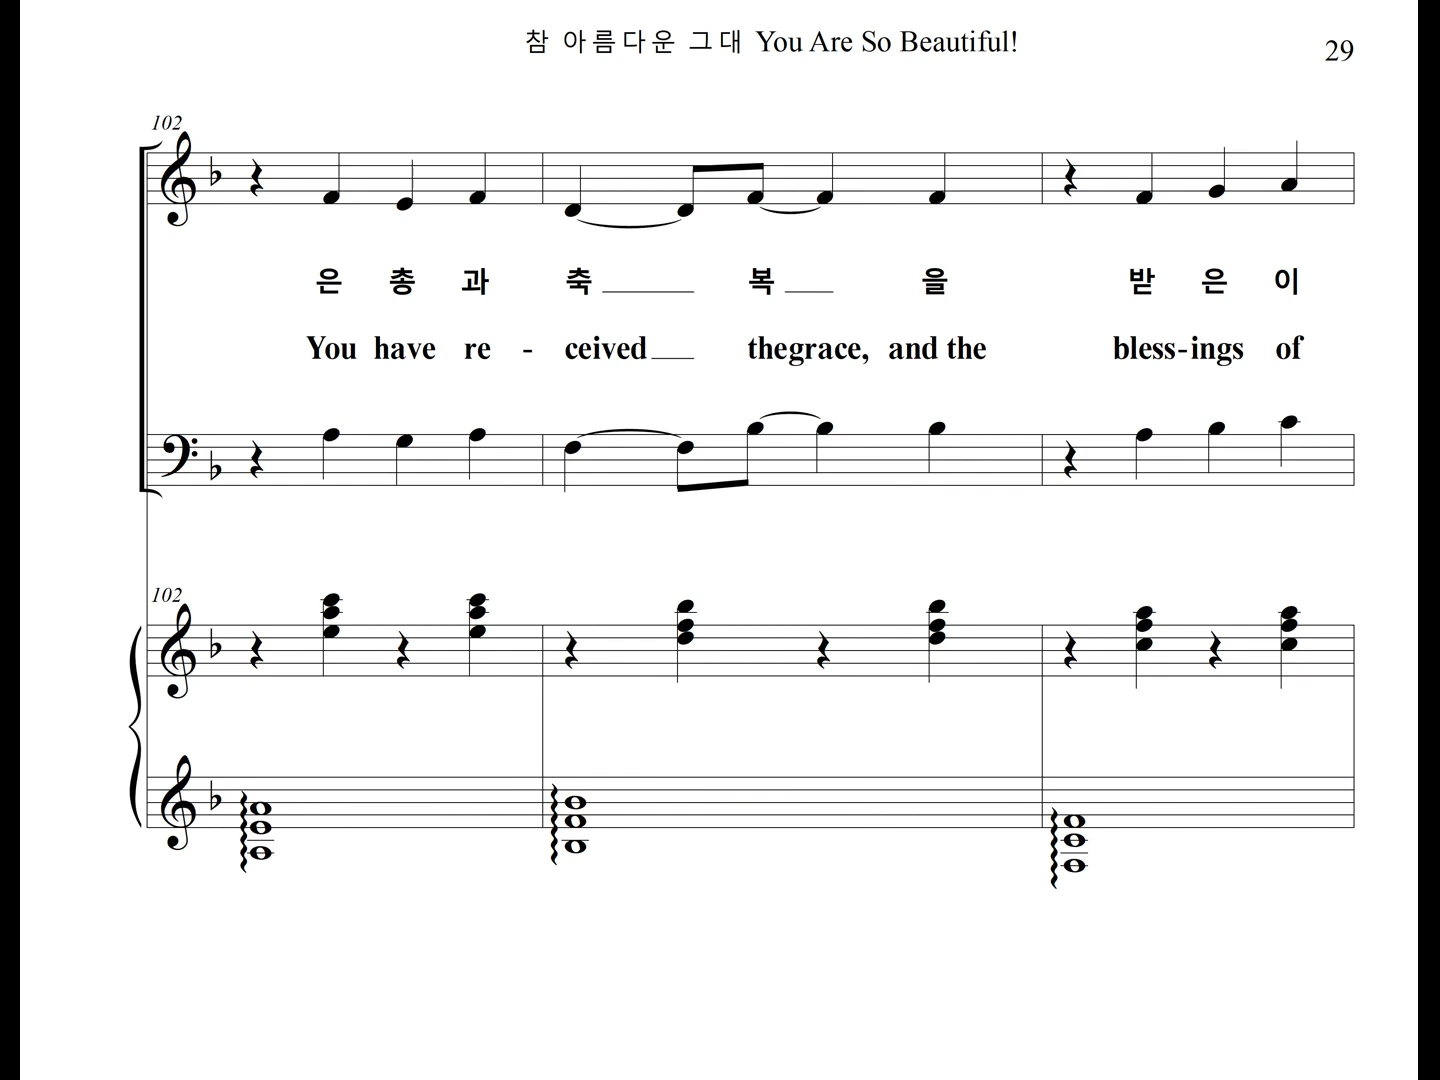 참 아름다운 그대 You Are So Beautiful!
29
102
은 총 과 축 복 을 받 은 이
You have re - ceived thegrace, and the bless-ings of
102